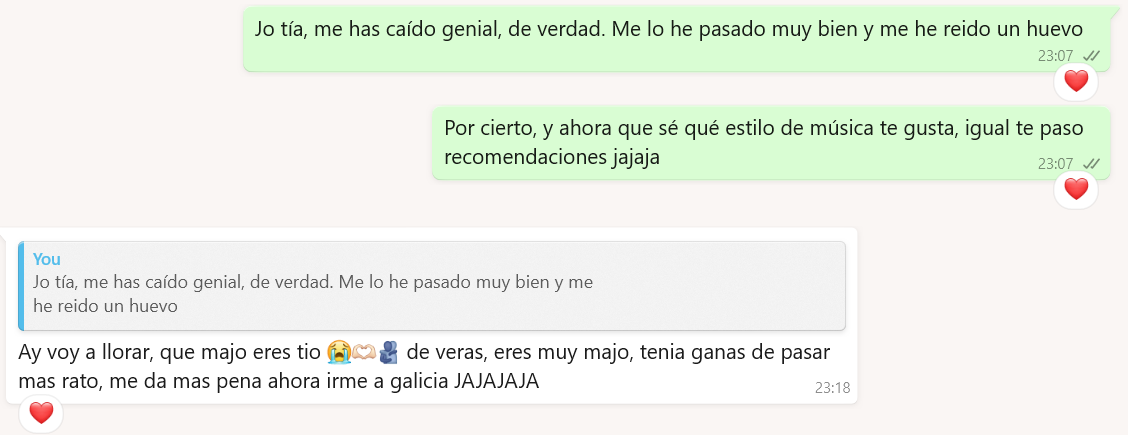 Jo tía, me has caído genial, de verdad. Me lo he pasado muy bien y me he reido un huevo
23:07
Por cierto, y ahora que sé qué estilo de música te gusta, igual te paso
recomendaciones jajaja
23:07
You
Jo tía, me has caído genial, de verdad. Me lo he pasado muy bien y me
he reido un huevo
Ay voy a llorar, que majo eres tio 😭🫶🏻🫂 de veras, eres muy majo, tenia ganas de pasar
mas rato, me da mas pena ahora irme a galicia JAJAJAJA
23:18